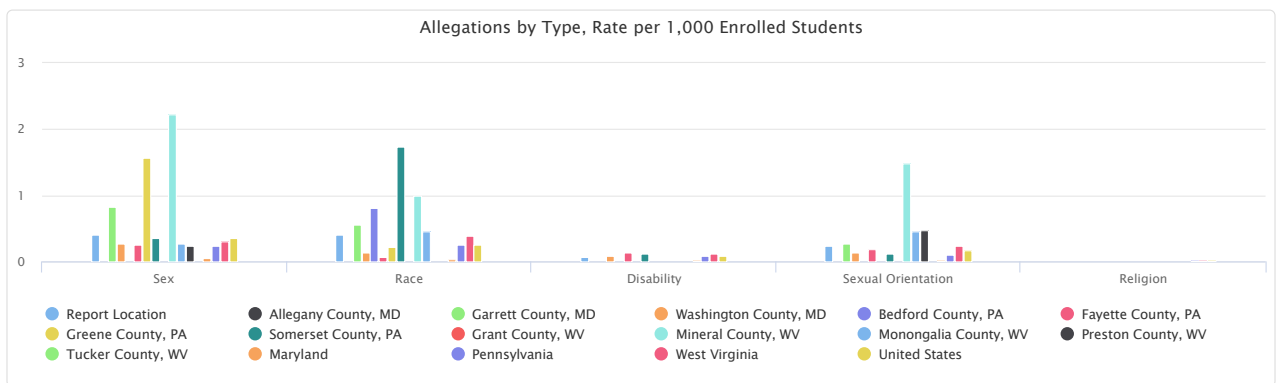 Allegations by Type, Rate per 1,000 Enrolled Students
3
2
1
0
Sex Race Disability Sexual Orientation Religion
Report Location Allegany County, MD Garrett County, MD Washington County, MD Bedford County, PA Fayette County, PA
Greene County, PA Somerset County, PA Grant County, WV Mineral County, WV Monongalia County, WV Preston County, WV
Tucker County, WV Maryland Pennsylvania West Virginia United States